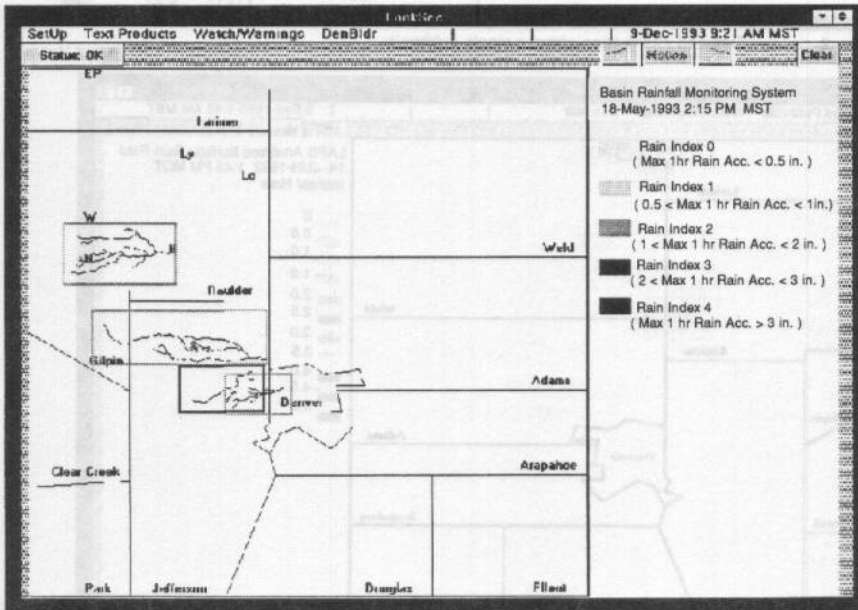 LookSee
SetUp Text Products Watch/Warnings DenBldr 9-Dec-1993 9:21 AM MST
Status: OK Motion Clear
EP
Larimer
Ly
Lo
W
N J
Weld
Boulder
Gilpin
Adams
Denver
Arapahoe
Clear Creek
Park Jefferson Douglas Elbert
Basin Rainfall Monitoring System
18-May-1993 2:15 PM MST
Rain Index 0
( Max 1hr Rain Acc. < 0.5 in. )
Rain Index 1
( 0.5 < Max 1 hr Rain Acc. < 1in.)
Rain Index 2
( 1 < Max 1 hr Rain Acc. < 2 in. )
Rain Index 3
( 2 < Max 1 hr Rain Acc. < 3 in. )
Rain Index 4
( Max 1 hr Rain Acc. > 3 in. )